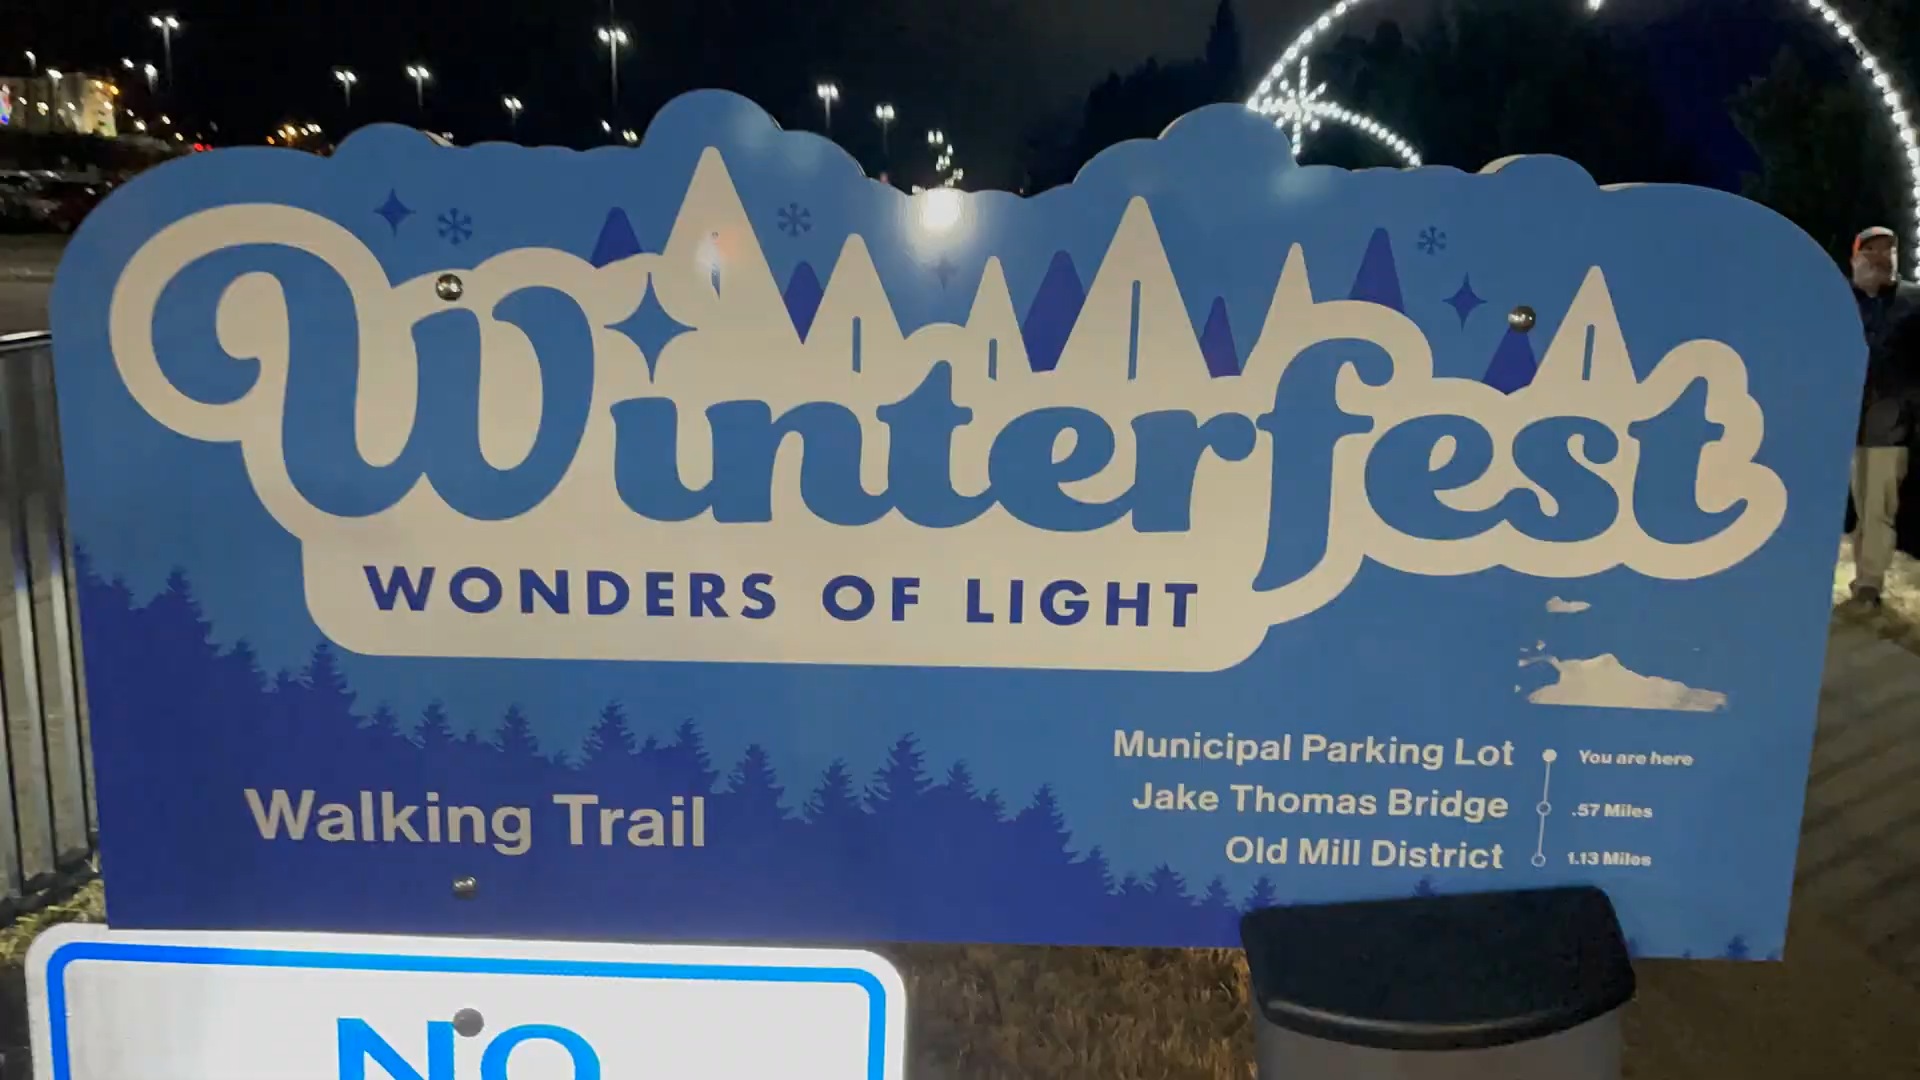 Winterfest
WONDERS OF LIGHT
Walking Trail
Municipal Parking Lot You are here
Jake Thomas Bridge .57 Miles
Old Mill District 1.13 Miles
NO